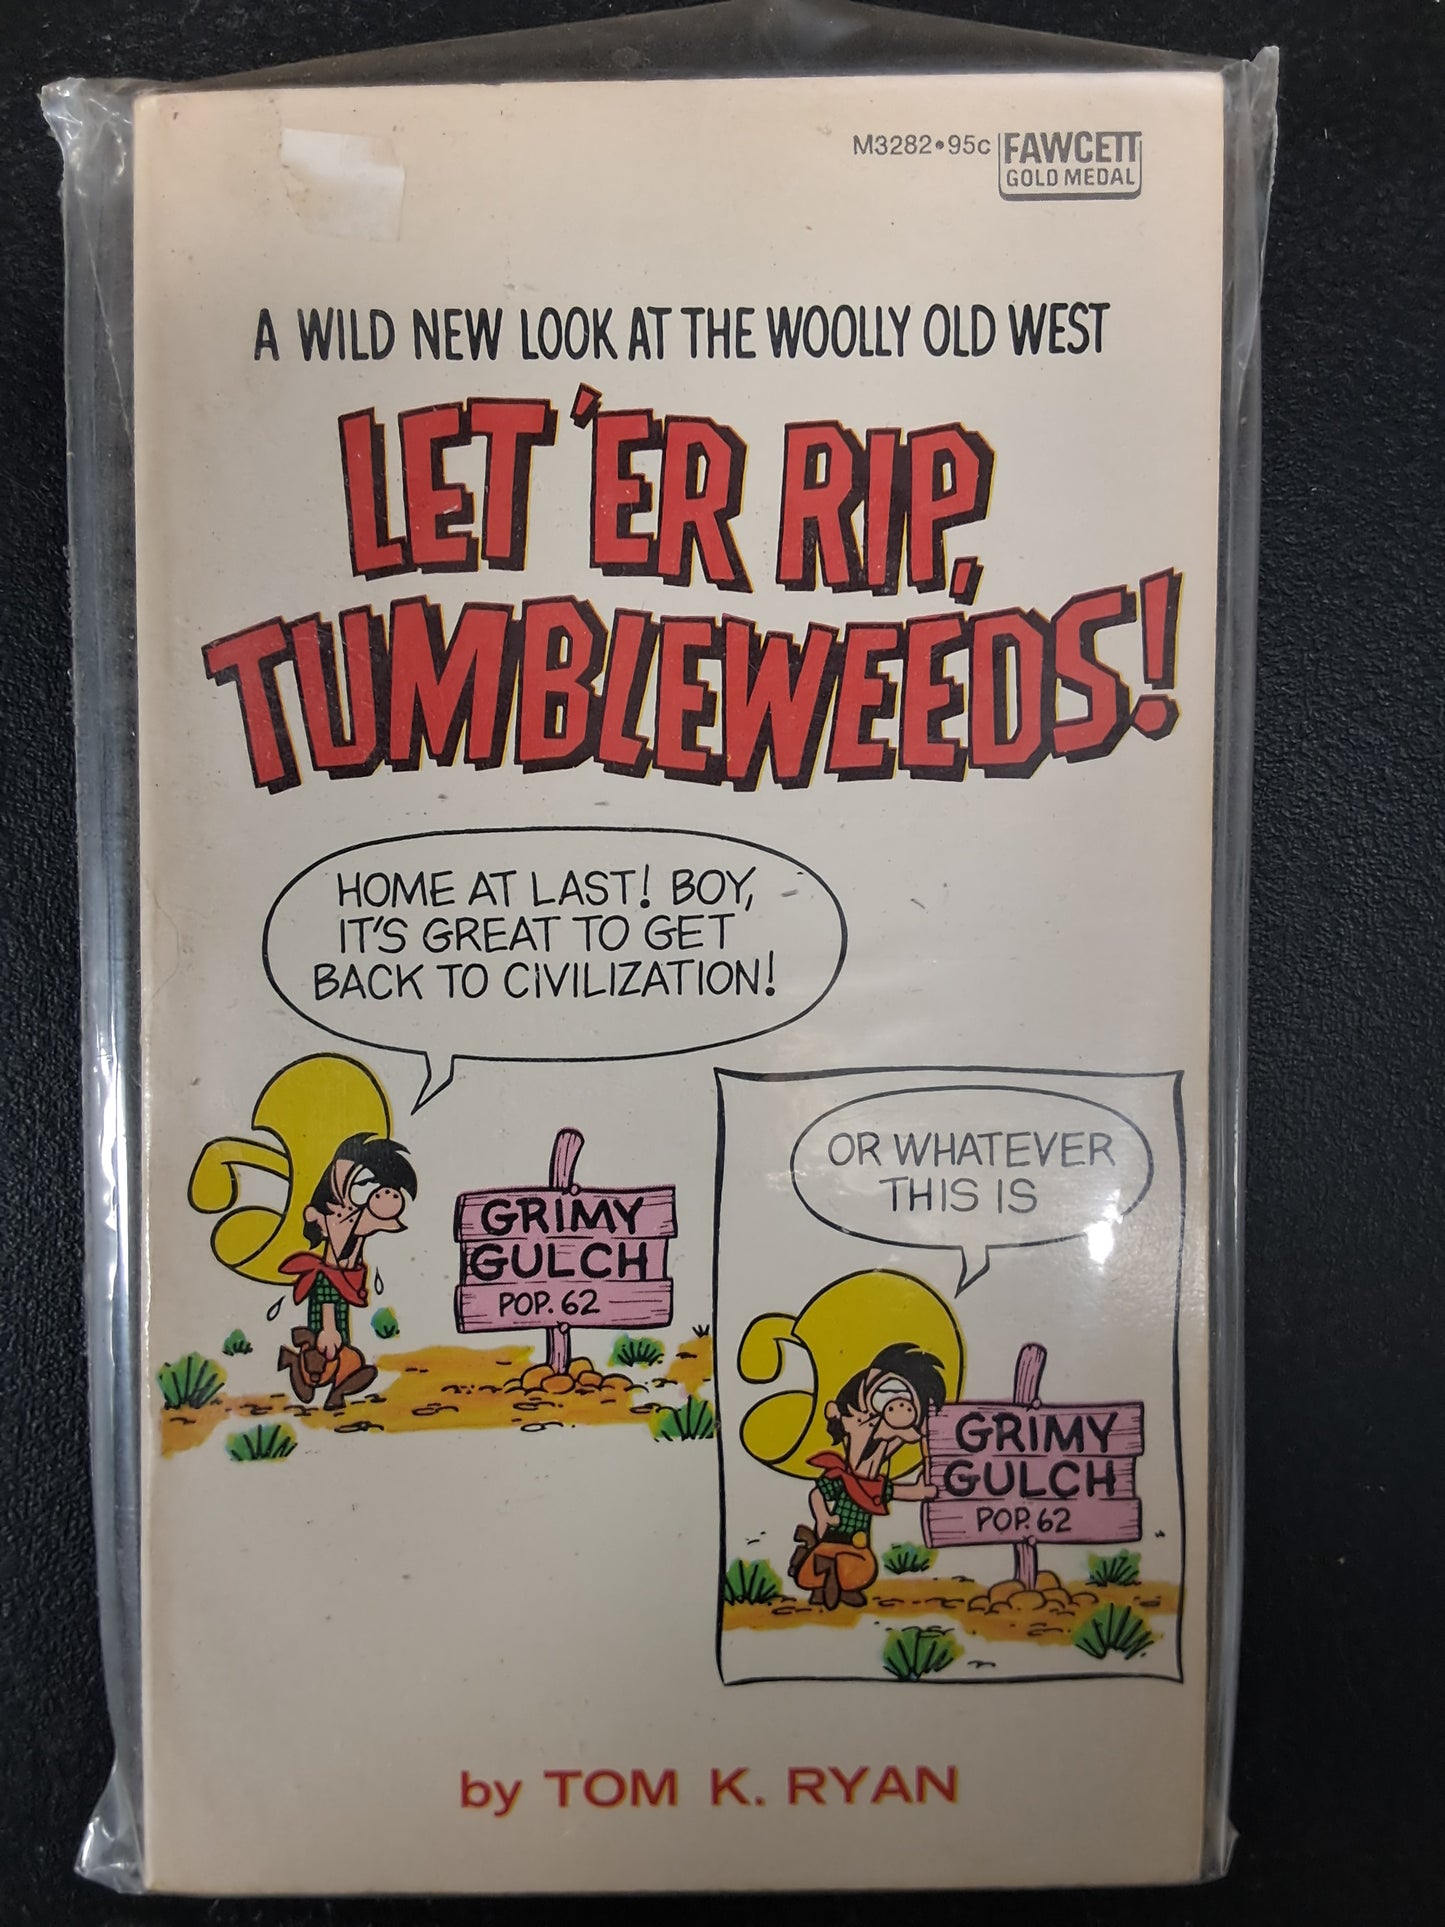 M3282•95c
FAWCETT
GOLD MEDAL
A WILD NEW LOOK AT THE WOOLLY OLD WEST
LET 'ER RIP,
TUMBLEWEEDS!
HOME AT LAST! BOY,
IT'S GREAT TO GET
BACK TO CIVILIZATION!
GRIMY
GULCH
POP. 62
OR WHATEVER
THIS IS
GRIMY
GULCH
POP. 62
by TOM K. RYAN